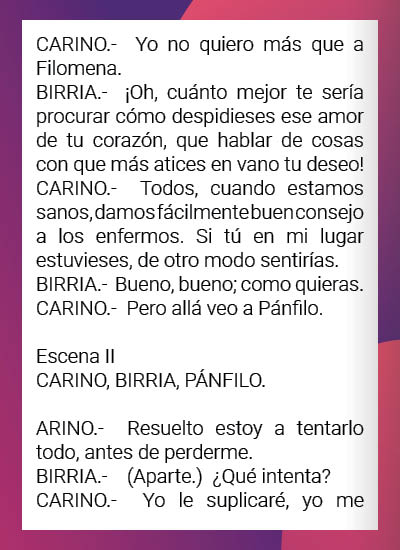 CARINO.- Yo no quiero más que a
Filomena.
BIRRIA.- ¡Oh, cuánto mejor te sería
procurar cómo despidieses ese amor
de tu corazón, que hablar de cosas
con que más atices en vano tu deseo!
CARINO.- Todos, cuando estamos
sanos, damos fácilmente buen consejo
a los enfermos. Si tú en mi lugar
estuvieses, de otro modo sentirías.
BIRRIA.- Bueno, bueno; como quieras.
CARINO.- Pero allá veo a Pánfilo.

Escena II
CARINO, BIRRIA, PÁNFILO.

ARINO.- Resuelto estoy a tentarlo
todo, antes de perderme.
BIRRIA.- (Aparte.) ¿Qué intenta?
CARINO.- Yo le suplicaré, yo me